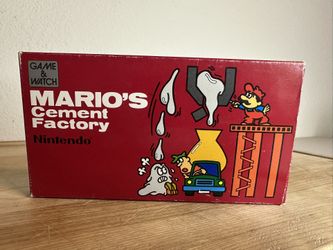 GAME
&
WATCH
MARIO'S
Cement
Factory
Nintendo